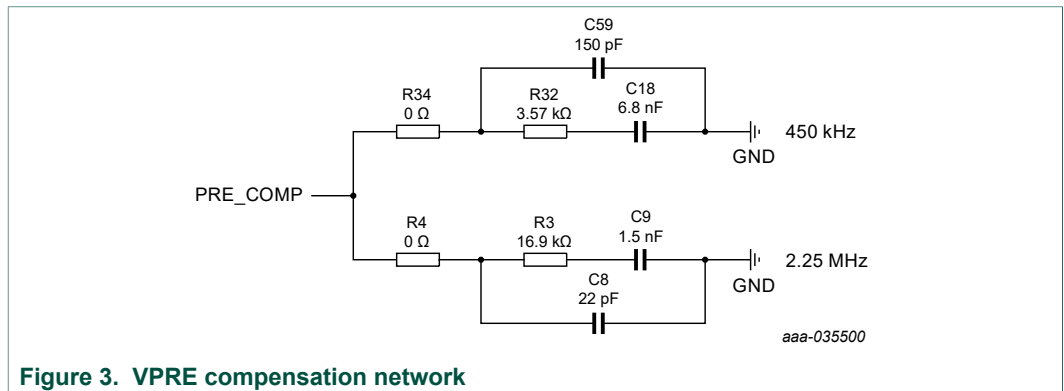 C59
150 pF
R34
0 Ω
R32
3.57 kΩ
C18
6.8 nF
450 kHz
GND
PRE_COMP
R4
0 Ω
R3
16.9 kΩ
C9
1.5 nF
2.25 MHz
GND
C8
22 pF
aaa-035500
Figure 3. VPRE compensation network